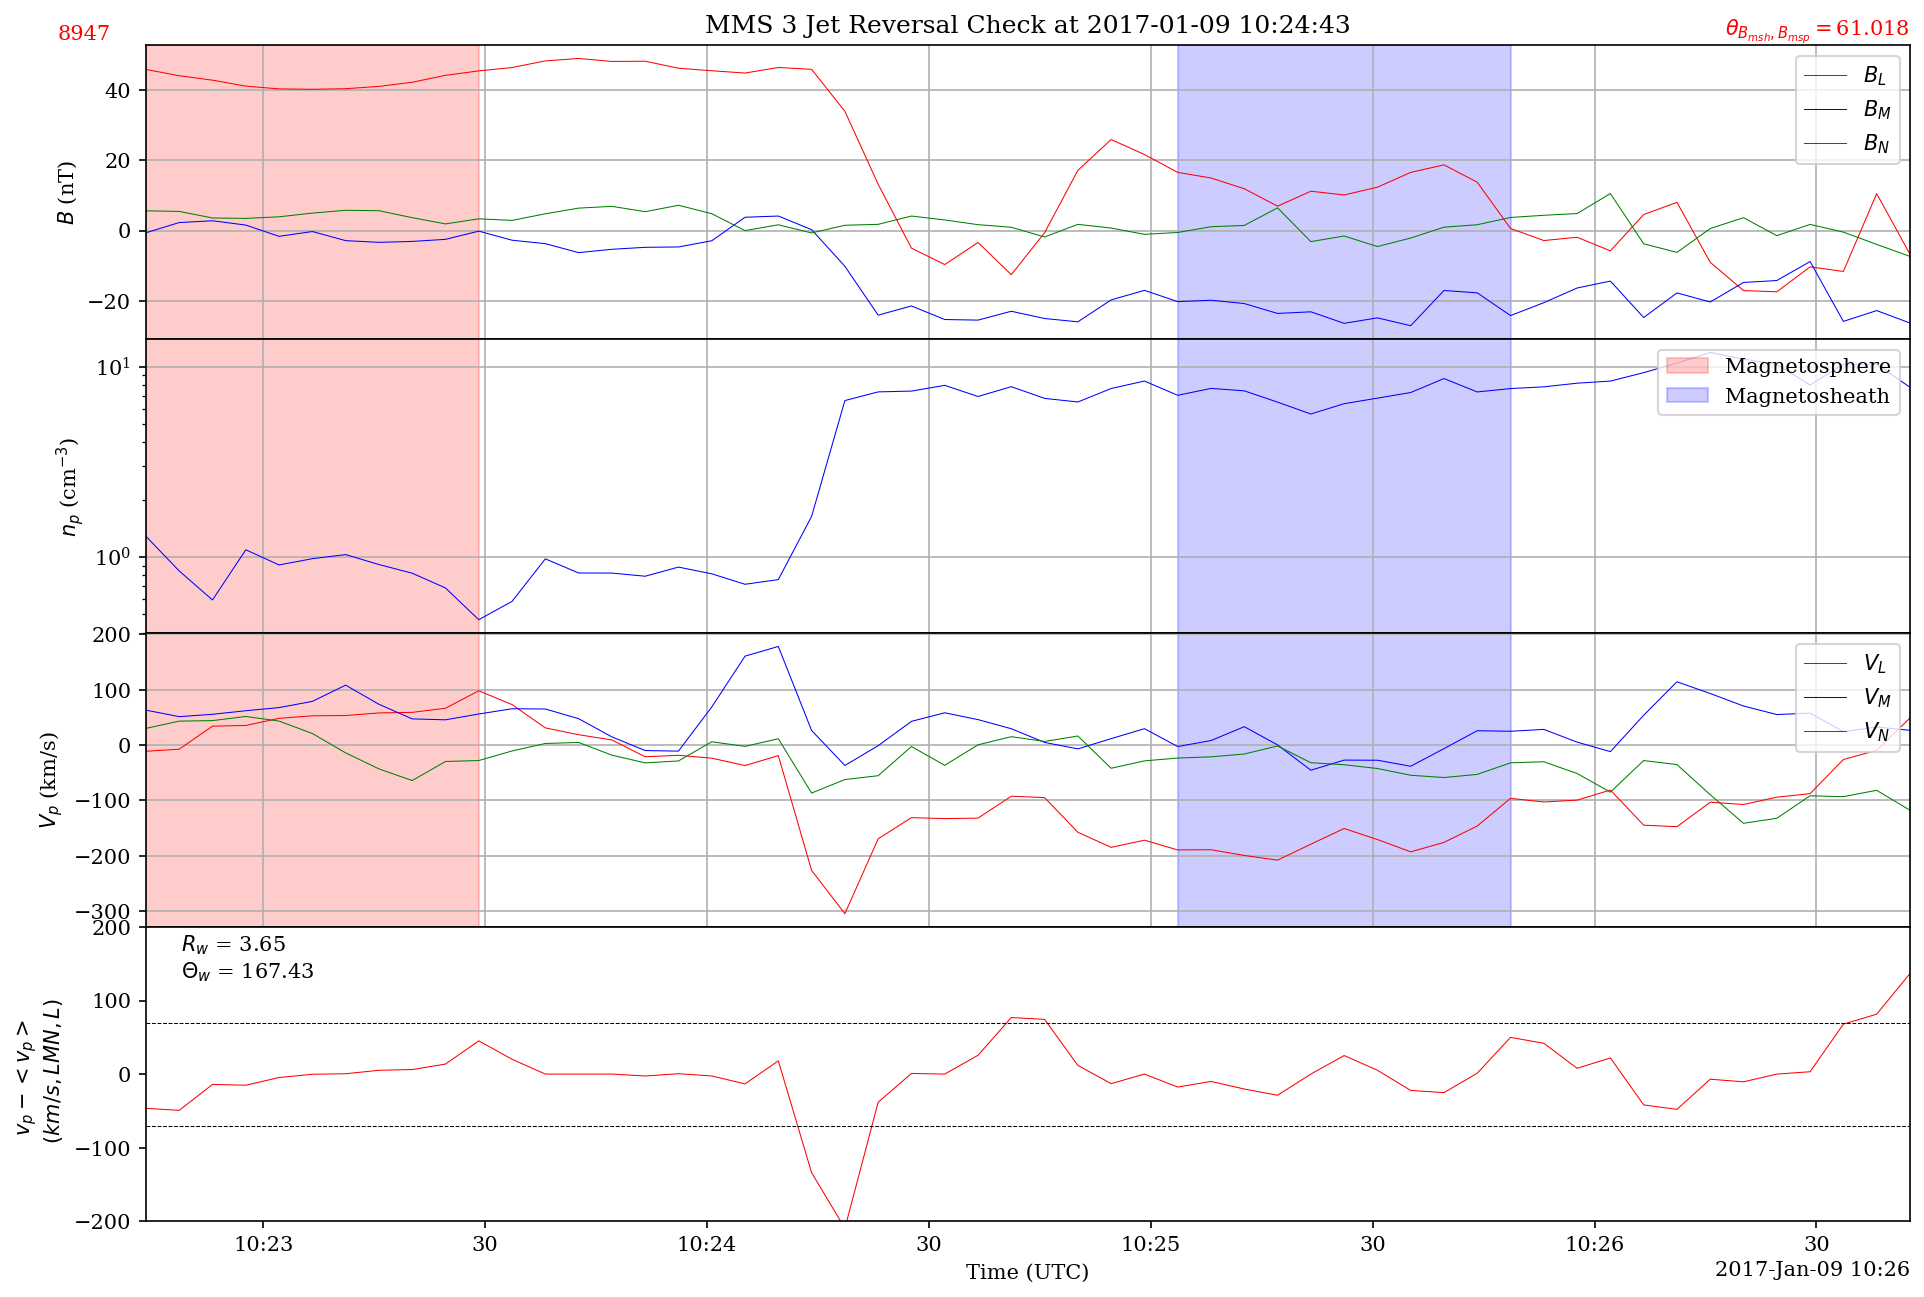 MMS 3 Jet Reversal Check at 2017-01-09 10:24:43
8947
θ_{B_{msh}, B_{msp}} = 61.018
40
20
0
−20
B (nT)
B_L
B_M
B_N
10^1
10^0
n_p (cm^{−3})
Magnetosphere
Magnetosheath
200
100
0
−100
−200
−300
V_p (km/s)
V_L
V_M
V_N
200
100
0
−100
−200
v_p − < v_p >
(km/s, LMN, L)
R_w = 3.65
Θ_w = 167.43
10:23
30
10:24
30
10:25
30
10:26
30
Time (UTC)
2017-Jan-09 10:26